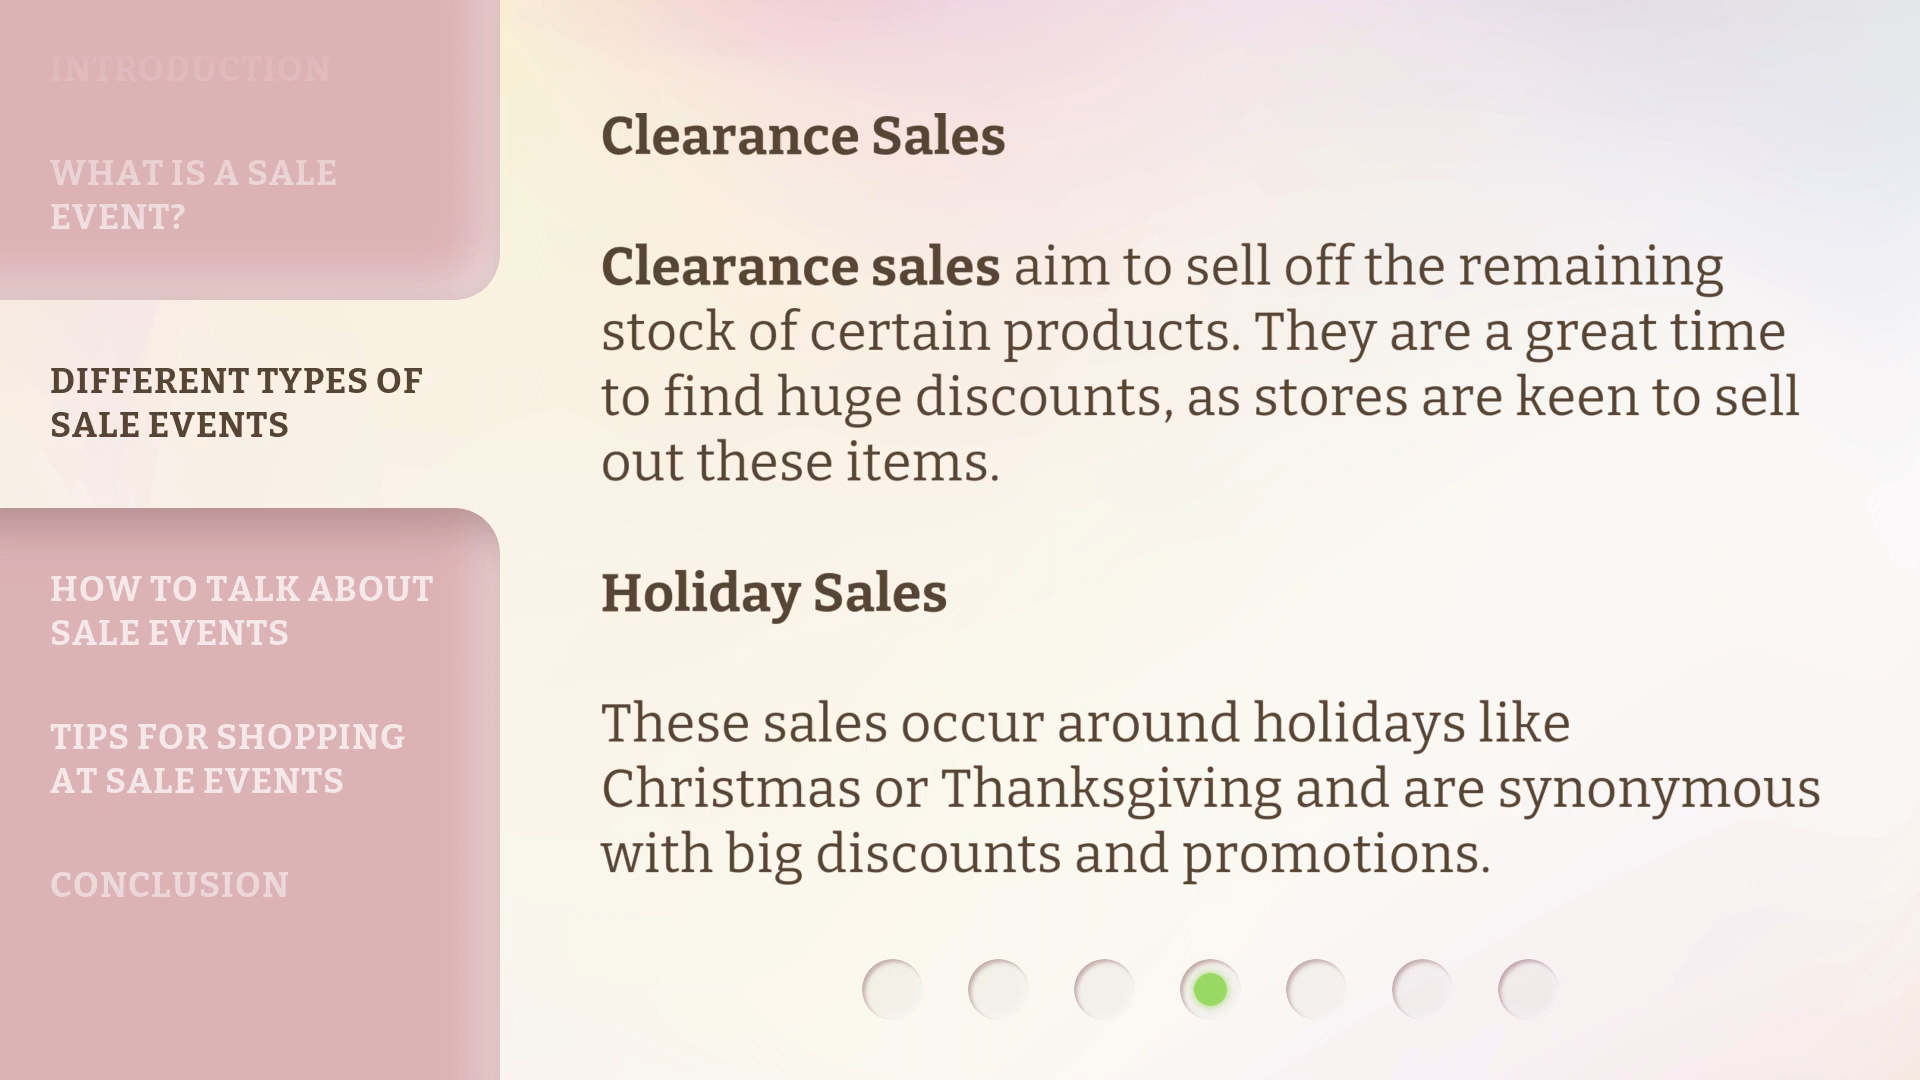 INTRODUCTION
WHAT IS A SALE
EVENT?
DIFFERENT TYPES OF
SALE EVENTS
HOW TO TALK ABOUT
SALE EVENTS
TIPS FOR SHOPPING
AT SALE EVENTS
CONCLUSION
Clearance Sales
Clearance sales aim to sell off the remaining
stock of certain products. They are a great time
to find huge discounts, as stores are keen to sell
out these items.
Holiday Sales
These sales occur around holidays like
Christmas or Thanksgiving and are synonymous
with big discounts and promotions.